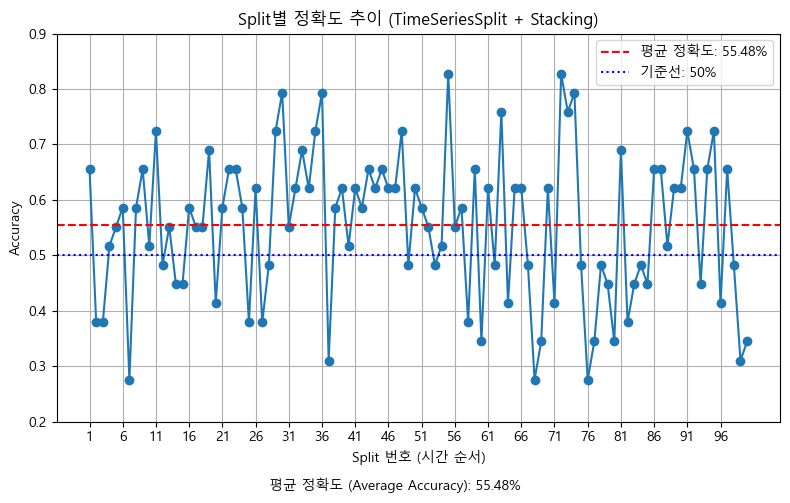 Split별 정확도 추이 (TimeSeriesSplit + Stacking)
평균 정확도: 55.48%
기준선: 50%
Accuracy
0.9
0.8
0.7
0.6
0.5
0.4
0.3
0.2
1 6 11 16 21 26 31 36 41 46 51 56 61 66 71 76 81 86 91 96
Split 번호 (시간 순서)
평균 정확도 (Average Accuracy): 55.48%